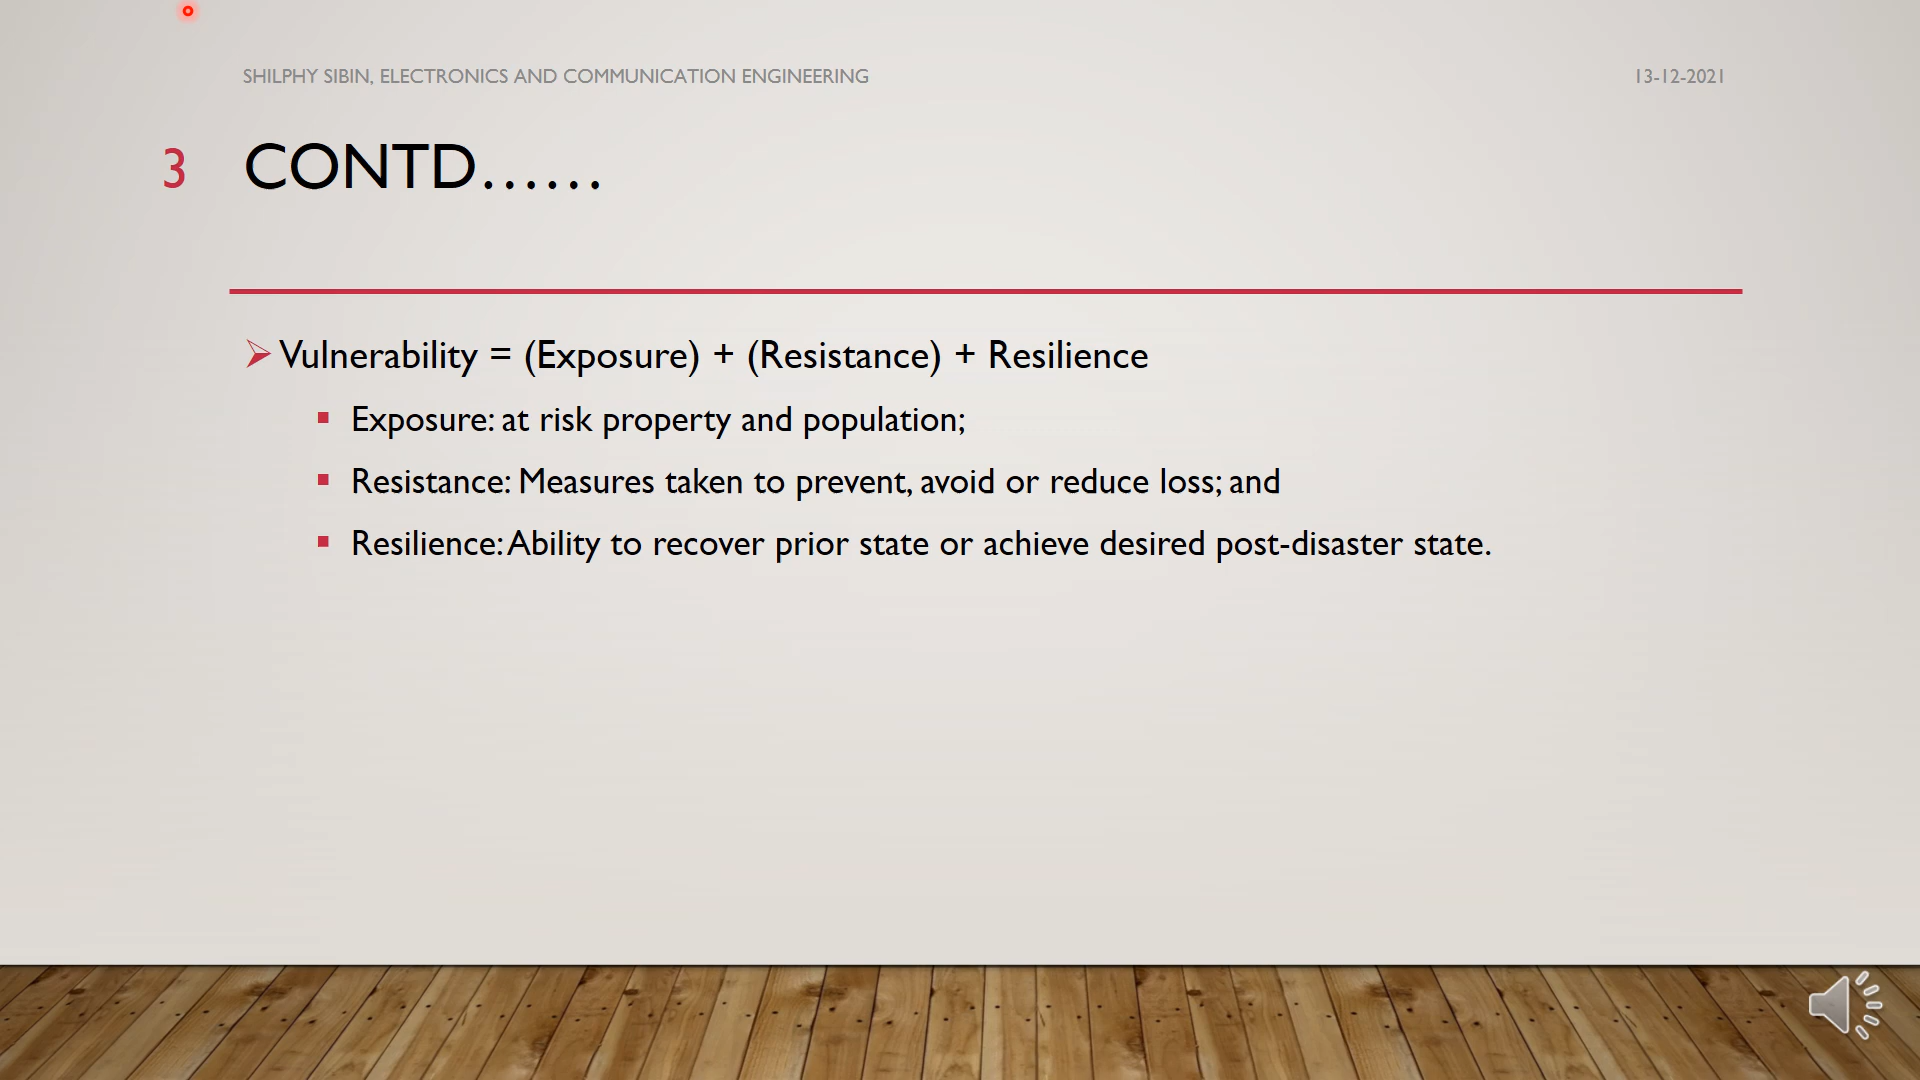 SHILPHY SIBIN, ELECTRONICS AND COMMUNICATION ENGINEERING
13-12-2021
3
CONTD......
Vulnerability = (Exposure) + (Resistance) + Resilience
Exposure: at risk property and population;
Resistance: Measures taken to prevent, avoid or reduce loss; and
Resilience: Ability to recover prior state or achieve desired post-disaster state.